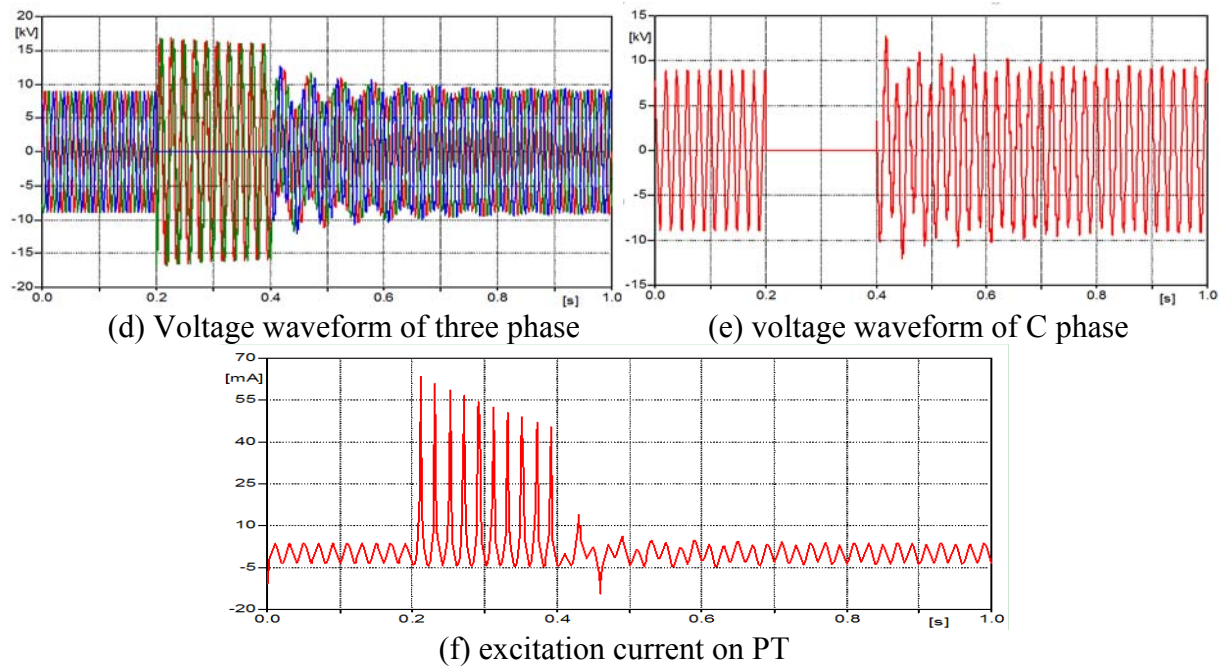 20
[kV]
15
10
5
0
-5
-10
-15
-20
0.0 0.2 0.4 0.6 0.8 [s] 1.0
15
[kV]
10
5
0
-5
-10
-15
0.0 0.2 0.4 0.6 0.8 [s] 1.0
(d) Voltage waveform of three phase
(e) voltage waveform of C phase
70
[mA]
55
40
25
10
-5
-20
0.0 0.2 0.4 0.6 0.8 [s] 1.0
(f) excitation current on PT